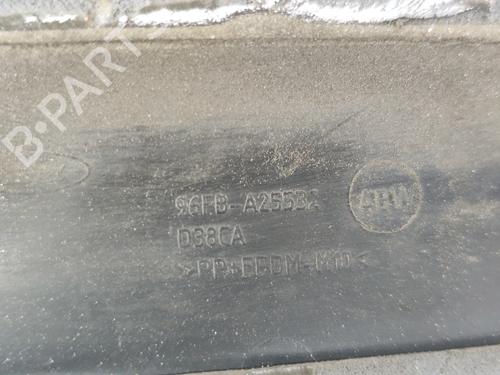 B-PARTS
96FB-A25532
ARW
D38CA
>PP+EPDM-M10<